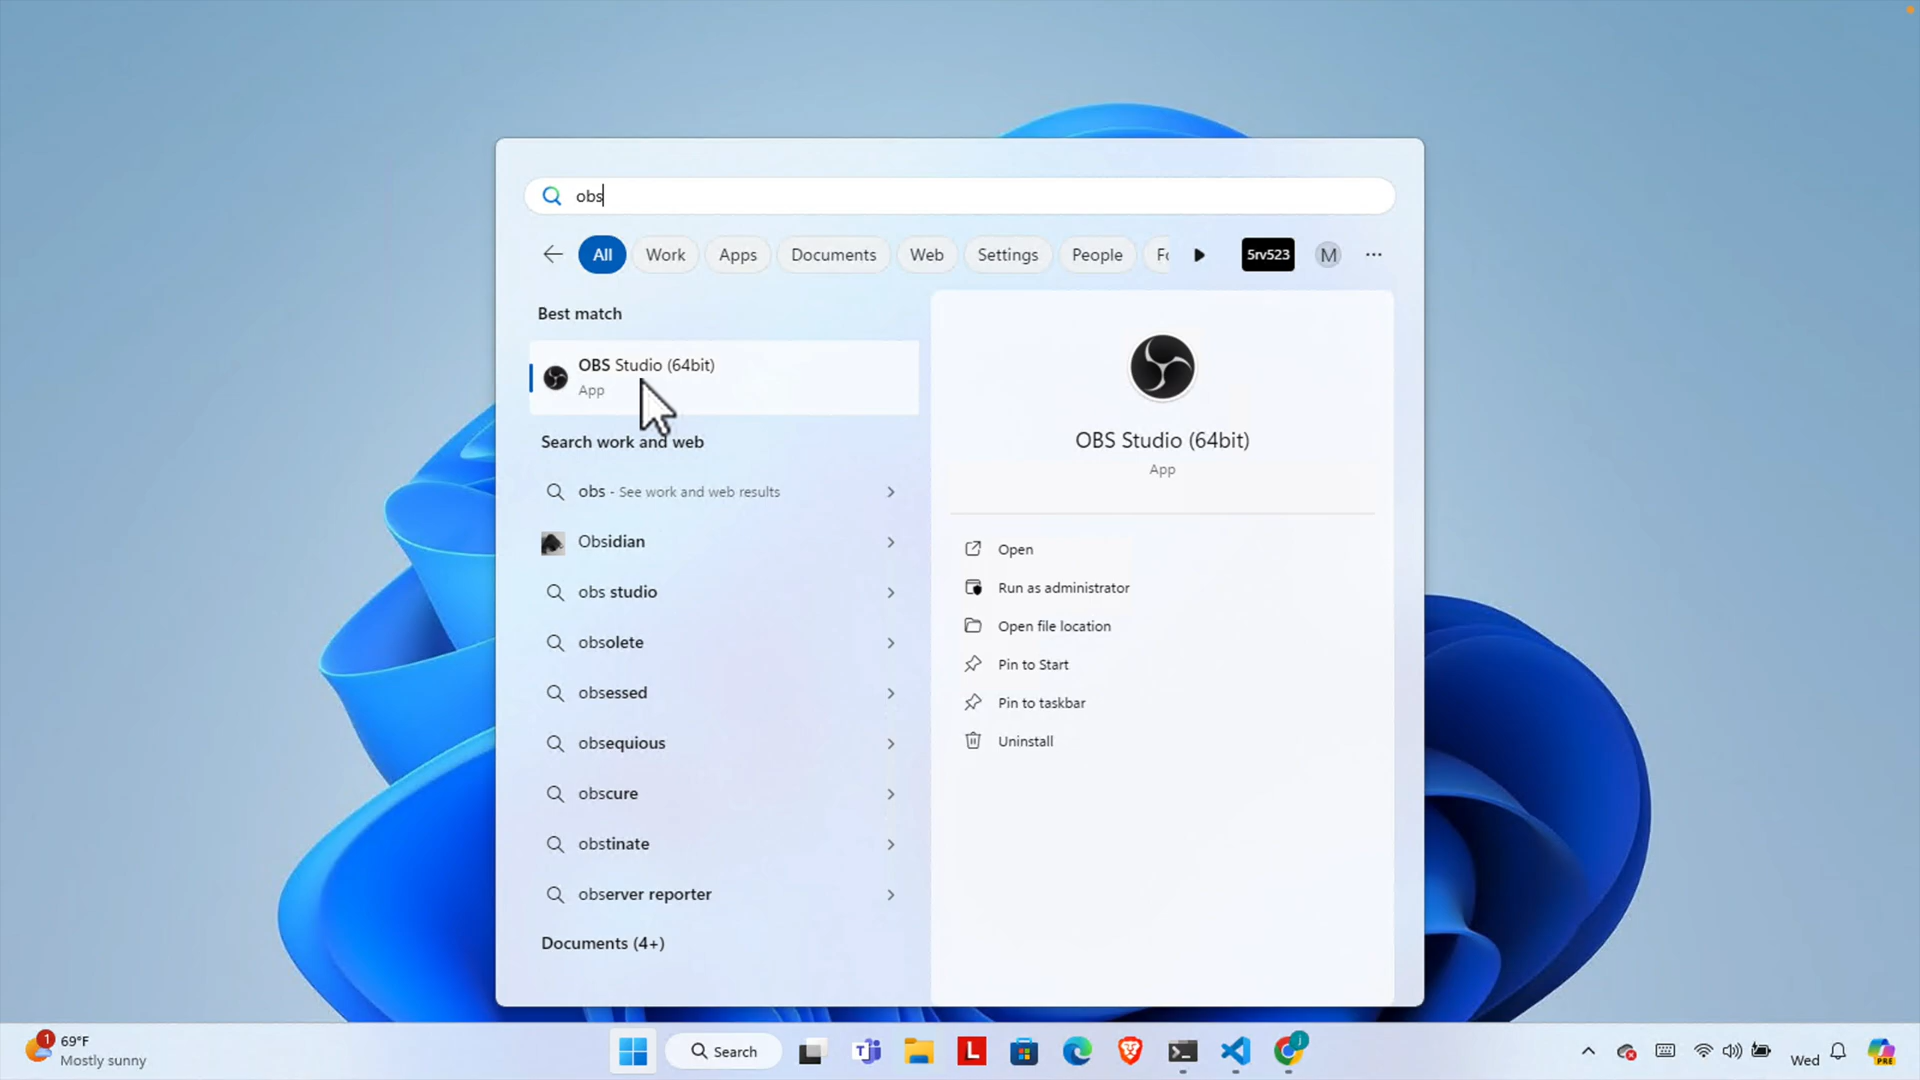 obs
All Work Apps Documents Web Settings People Fo 5rv523 M
Best match
OBS Studio (64bit)
App
Search work and web
obs - See work and web results
Obsidian
obs studio
obsolete
obsessed
obsequious
obscure
obstinate
observer reporter
Documents (4+)
OBS Studio (64bit)
App
Open
Run as administrator
Open file location
Pin to Start
Pin to taskbar
Uninstall
1
69°F
Mostly sunny
Search
L
J
Wed
PRE